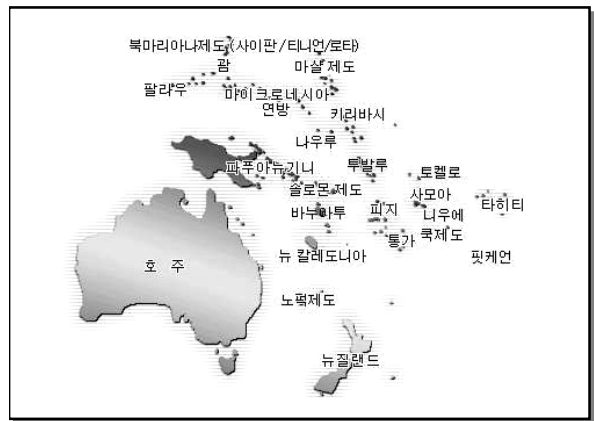 북마리아나제도(사이판/티니언/로타)
괌
마샬 제도
팔라우
마이크로네시아
연방
키리바시
나우루
파푸아뉴기니
투발루
토켈로
솔로몬 제도
사모아
타히티
바누아투
피지
니우에
통가
쿡제도
뉴 칼레도니아
핏케언
호 주
노퍽제도
뉴질랜드